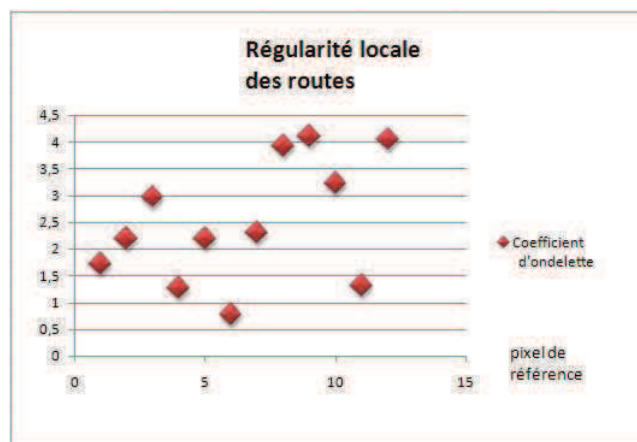 Régularité locale
des routes
4,5
4
3,5
3
2,5
2
1,5
1
0,5
0
0 5 10 15
Coefficient
d'ondelette
pixel de
référence